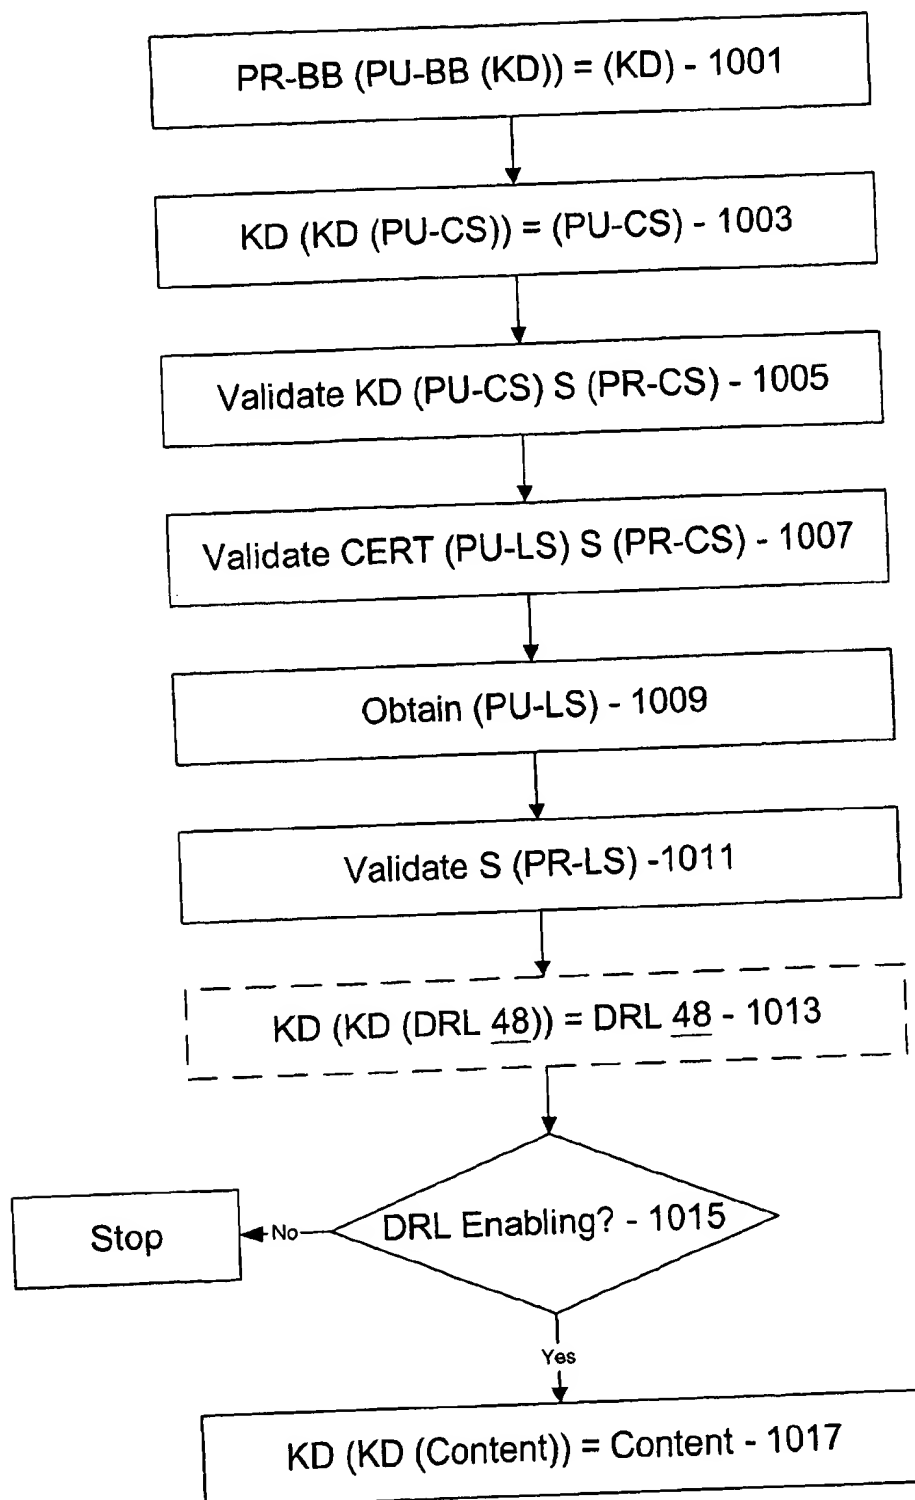 PR-BB (PU-BB (KD)) = (KD) - 1001
KD (KD (PU-CS)) = (PU-CS) - 1003
Validate KD (PU-CS) S (PR-CS) - 1005
Validate CERT (PU-LS) S (PR-CS) - 1007
Obtain (PU-LS) - 1009
Validate S (PR-LS) -1011
KD (KD (DRL 48)) = DRL 48 - 1013
DRL Enabling? - 1015
No
Stop
Yes
KD (KD (Content)) = Content - 1017